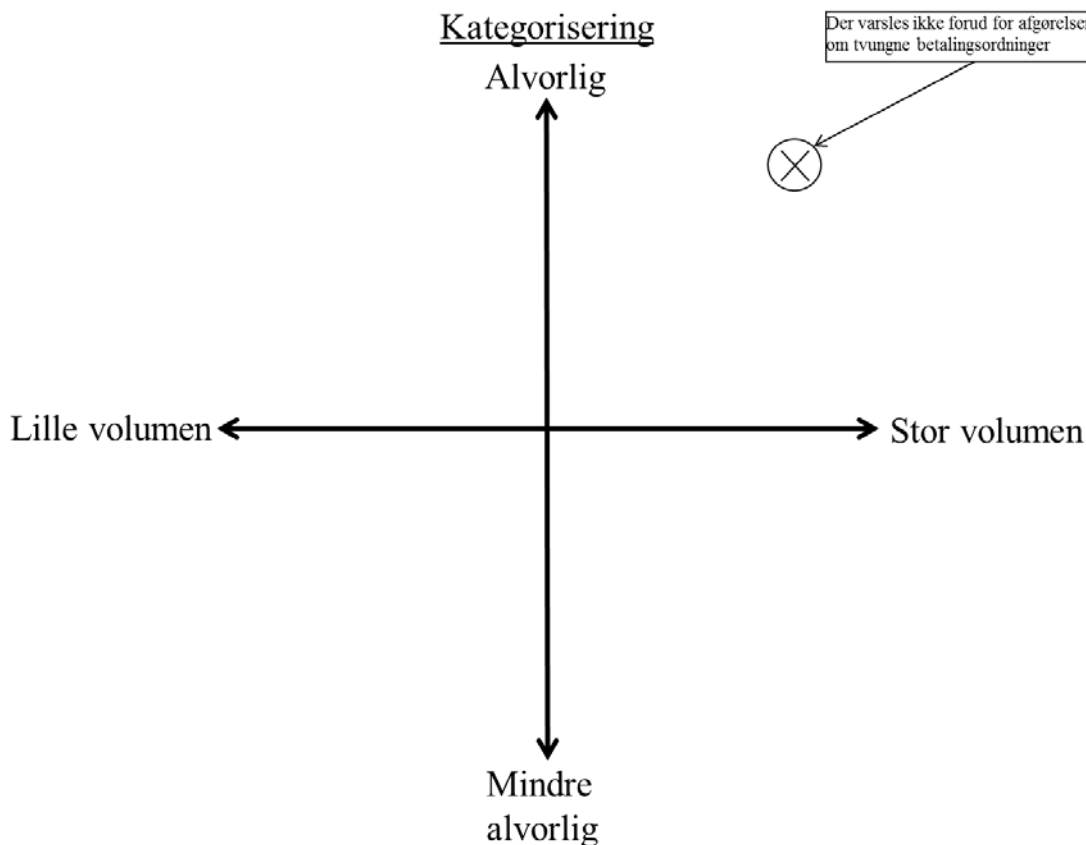 Kategorisering
Alvorlig
Der varsles ikke forud for afgørelser
om tvungne betalingsordninger
Lille volumen
Stor volumen
Mindre
alvorlig